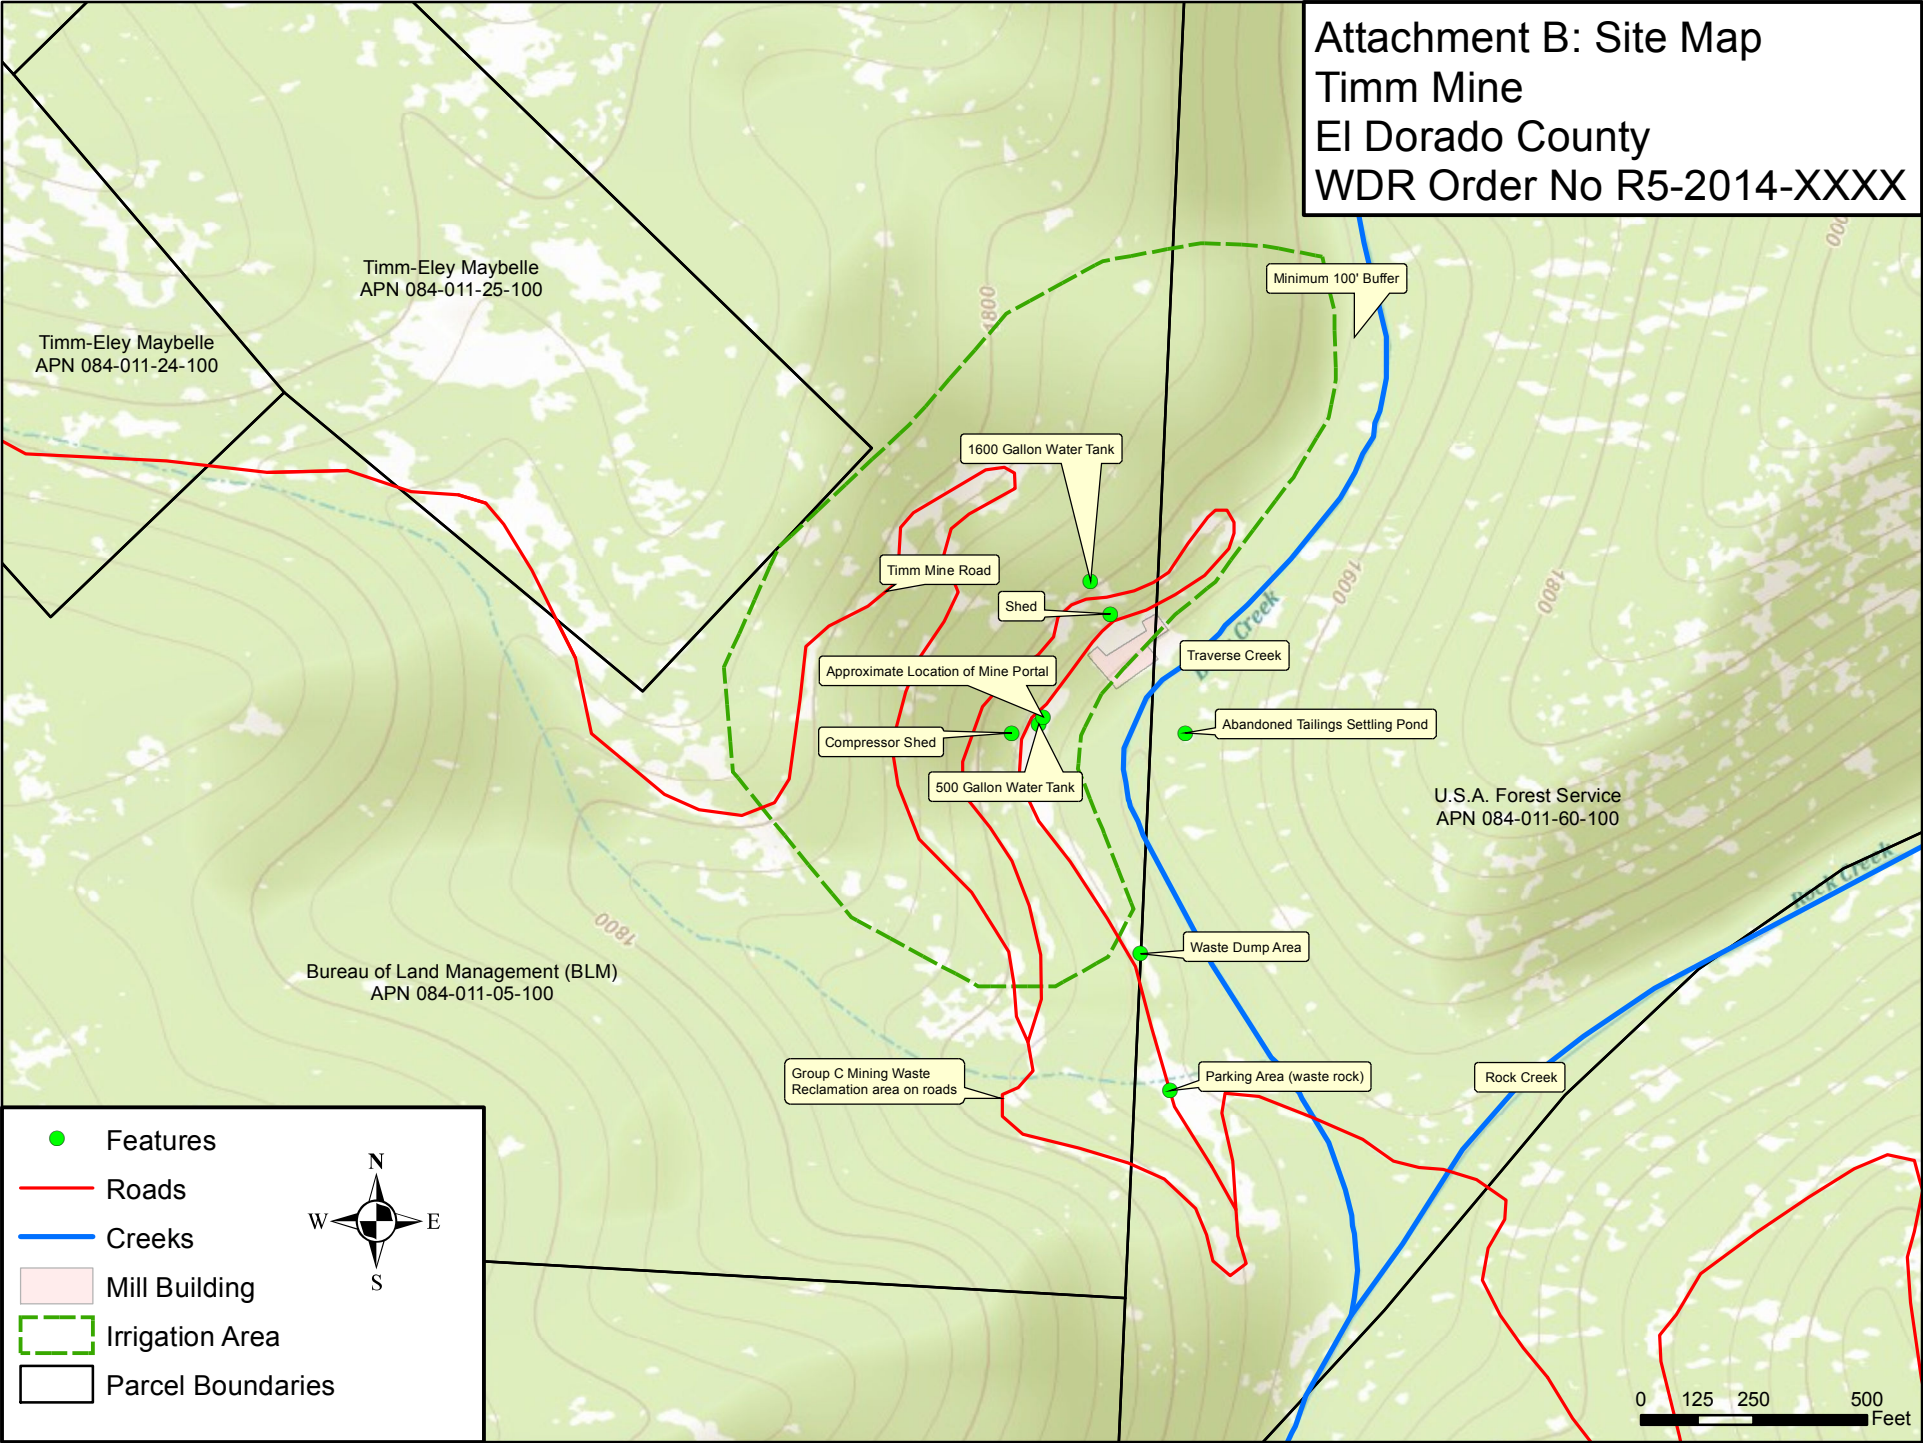 Attachment B: Site Map
Timm Mine
El Dorado County
WDR Order No R5-2014-XXXX
Timm-Eley Maybelle
APN 084-011-25-100
Timm-Eley Maybelle
APN 084-011-24-100
Minimum 100' Buffer
1800
1600 Gallon Water Tank
Timm Mine Road
Shed
Approximate Location of Mine Portal
Compressor Shed
500 Gallon Water Tank
Creek
Traverse Creek
1600
1800
Abandoned Tailings Settling Pond
U.S.A. Forest Service
APN 084-011-60-100
Rock Creek
1800
Waste Dump Area
Bureau of Land Management (BLM)
APN 084-011-05-100
Group C Mining Waste
Reclamation area on roads
Parking Area (waste rock)
Rock Creek
Features
Roads
Creeks
Mill Building
Irrigation Area
Parcel Boundaries
N
W E
S
0 125 250 500
Feet